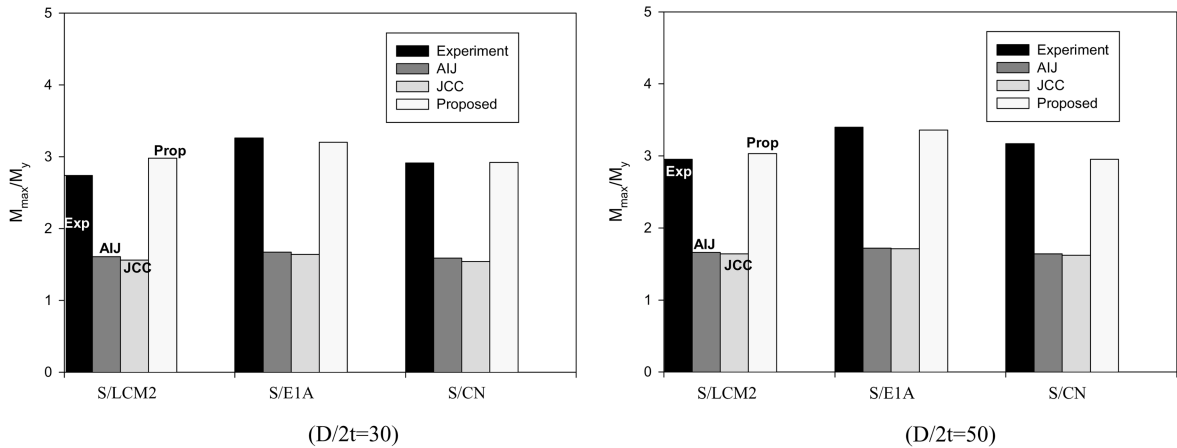 5
4
3
2
1
0
M_max/M_y
Experiment
AIJ
JCC
Proposed
Exp
AIJ
JCC
Prop
S/LCM2
S/E1A
S/CN
(D/2t=30)
5
4
3
2
1
0
M_max/M_y
Experiment
AIJ
JCC
Proposed
Exp
AIJ
JCC
Prop
S/LCM2
S/E1A
S/CN
(D/2t=50)